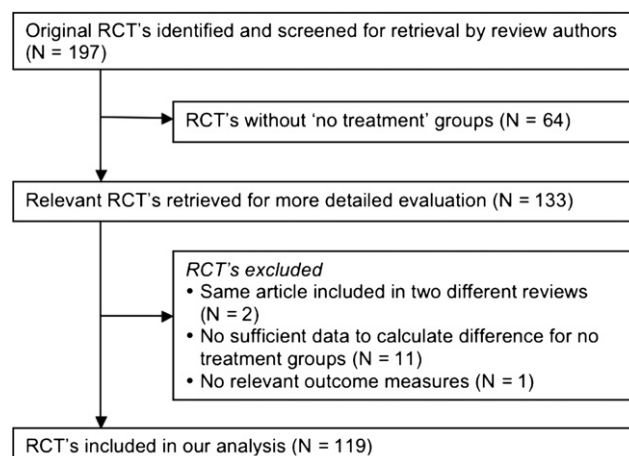 Original RCT's identified and screened for retrieval by review authors
(N = 197)
RCT's without 'no treatment' groups (N = 64)
Relevant RCT's retrieved for more detailed evaluation (N = 133)
RCT's excluded
• Same article included in two different reviews
(N = 2)
• No sufficient data to calculate difference for no
treatment groups (N = 11)
• No relevant outcome measures (N = 1)
RCT's included in our analysis (N = 119)